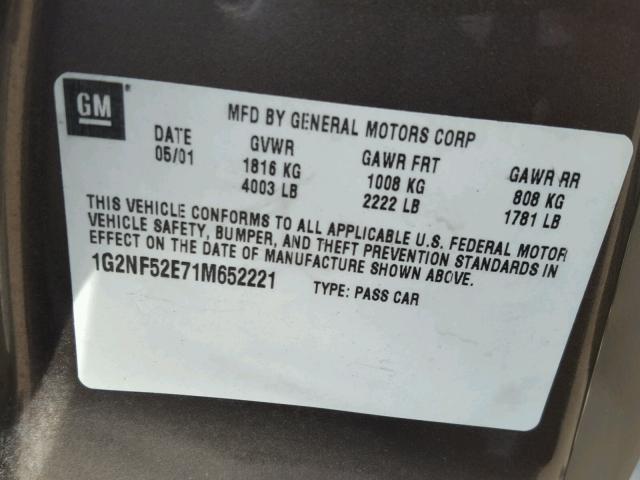 GM
MFD BY GENERAL MOTORS CORP
DATE GVWR GAWR FRT GAWR RR
05/01 1816 KG 1008 KG 808 KG
4003 LB 2222 LB 1781 LB
THIS VEHICLE CONFORMS TO ALL APPLICABLE U.S. FEDERAL MOTOR
VEHICLE SAFETY, BUMPER, AND THEFT PREVENTION STANDARDS IN
EFFECT ON THE DATE OF MANUFACTURE SHOWN ABOVE.
1G2NF52E71M652221 TYPE: PASS CAR